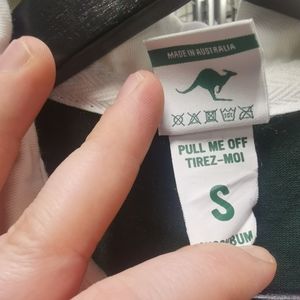 MADE IN AUSTRALIA
PULL ME OFF
TIREZ-MOI
S